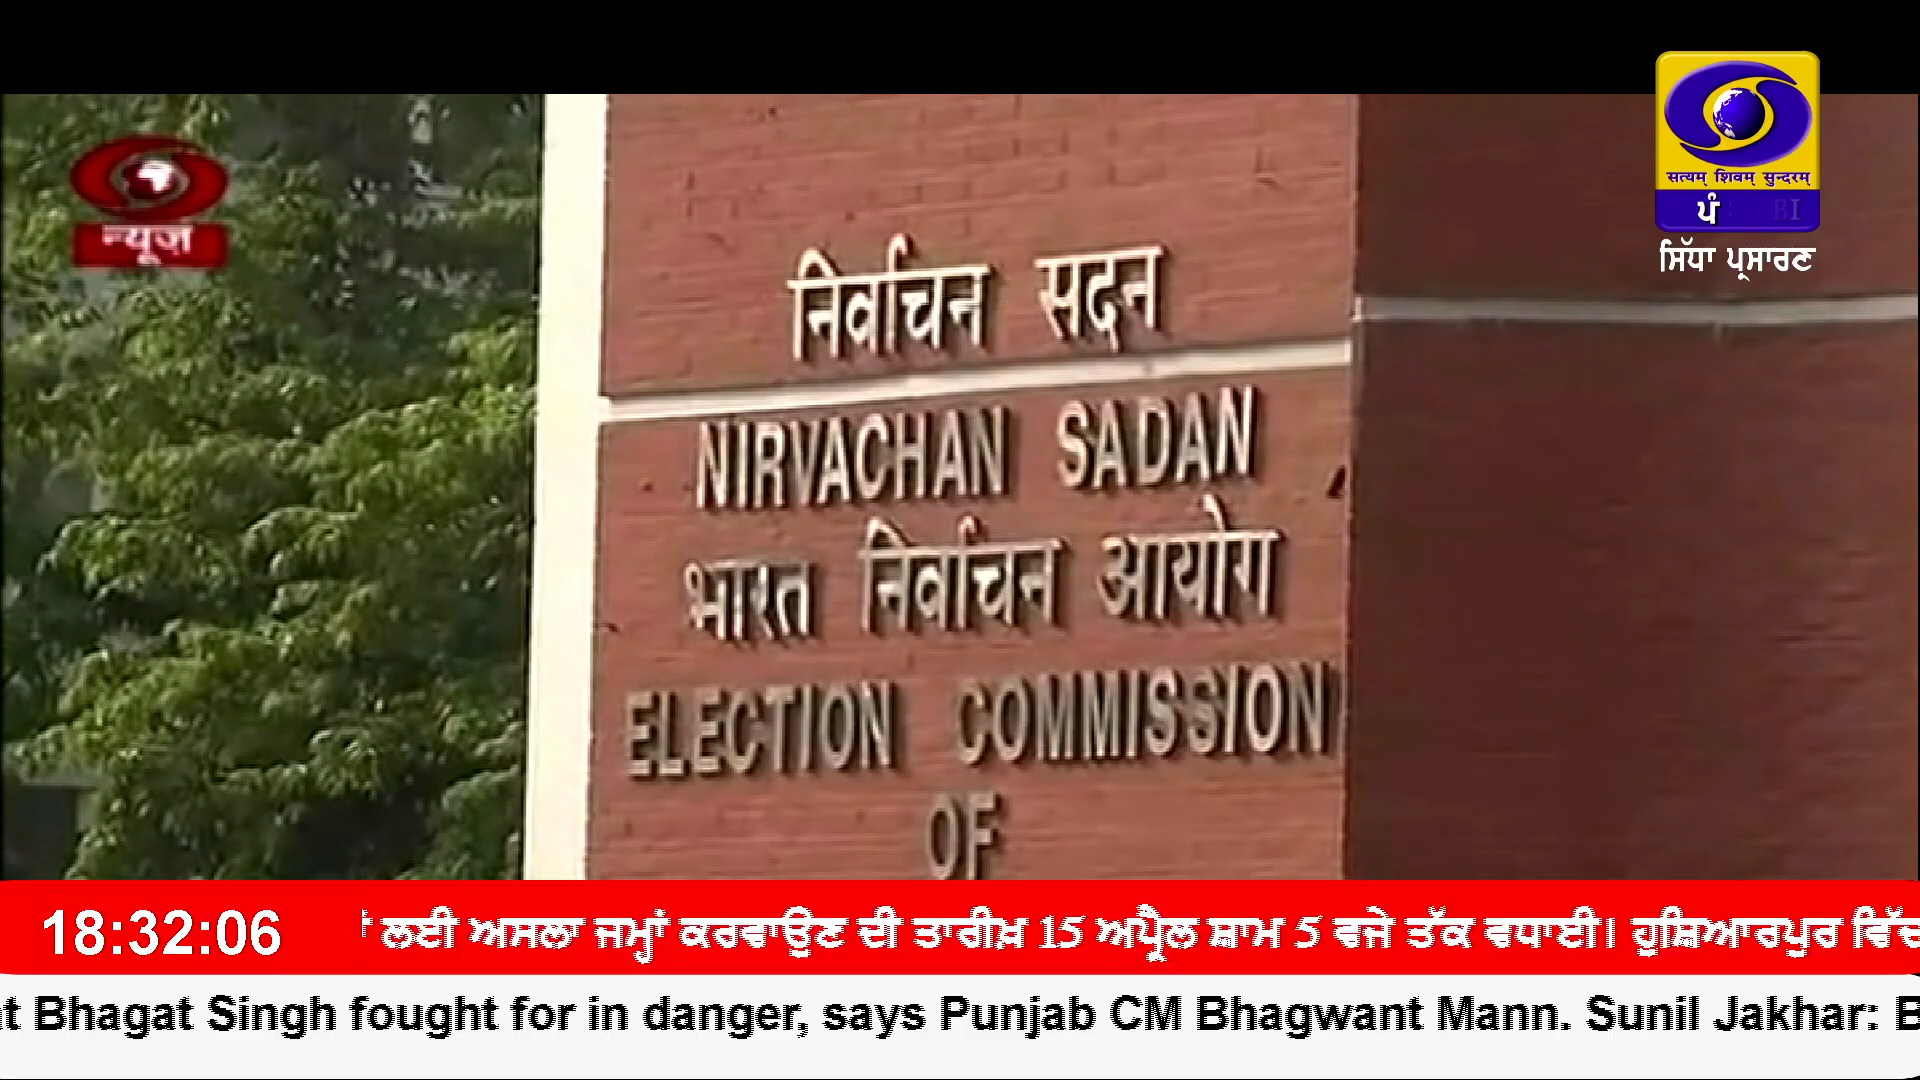 सत्यम् शिवम् सुन्दरम्
ਪੰ
ਸਿੱਧਾ ਪ੍ਰਸਾਰਣ
न्यूज़
निर्वाचन सदन
NIRVACHAN SADAN
भारत निर्वाचन आयोग
ELECTION COMMISSION
OF
18:32:06 ਲਈ ਅਸਲਾ ਜਮ੍ਹਾਂ ਕਰਵਾਉਣ ਦੀ ਤਾਰੀਖ਼ 15 ਅਪ੍ਰੈਲ ਸ਼ਾਮ 5 ਵਜੇ ਤੱਕ ਵਧਾਈ। ਹੁਸ਼ਿਆਰਪੁਰ ਵਿੱਚ
at Bhagat Singh fought for in danger, says Punjab CM Bhagwant Mann. Sunil Jakhar: B